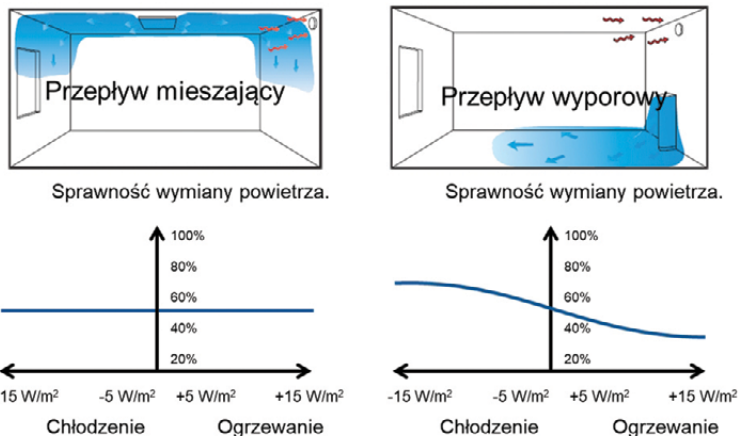 Przepływ mieszający
Sprawność wymiany powietrza.
100%
80%
60%
40%
20%
15 W/m²
-5 W/m²
+5 W/m²
+15 W/m²
Chłodzenie
Ogrzewanie
Przepływ wyporowy
Sprawność wymiany powietrza.
100%
80%
60%
40%
20%
-15 W/m²
-5 W/m²
+5 W/m²
+15 W/m²
Chłodzenie
Ogrzewanie